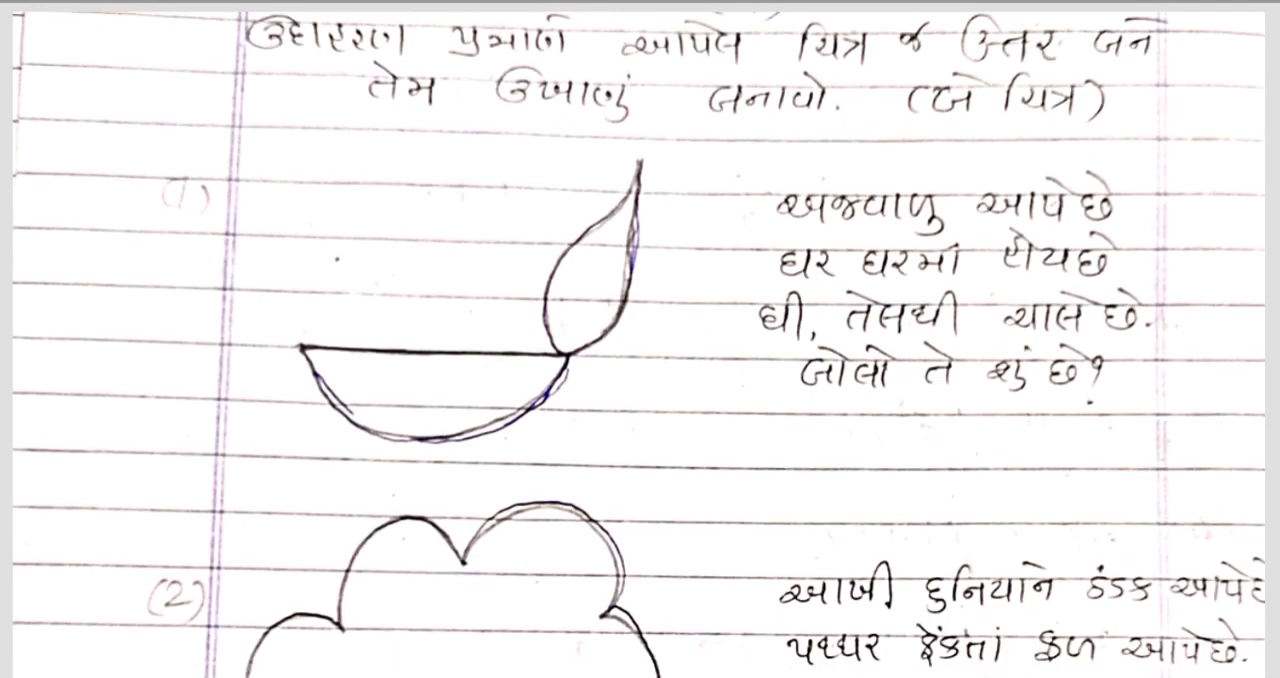 ઉદાહરણ પ્રમાણે આપેલ ચિત્ર જ ઉત્તર બને
તેમ ઉખાણું બનાવો. (બે ચિત્ર)
(1)
અજવાળુ આપે છે
ઘર ઘરમાં હોય છે
ઘી, તેલથી ચાલે છે.
બોલો તે શું છે?
(2)
આખી દુનિયાને ઠંડક આપે છે
પથ્થર ફેંકતાં ફળ આપે છે.